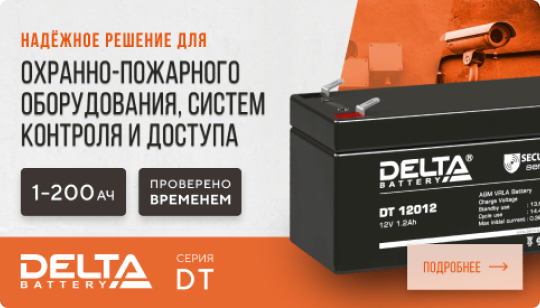 НАДЁЖНОЕ РЕШЕНИЕ ДЛЯ
ОХРАННО-ПОЖАРНОГО
ОБОРУДОВАНИЯ, СИСТЕМ
КОНТРОЛЯ И ДОСТУПА
1–200 АЧ
ПРОВЕРЕНО
ВРЕМЕНЕМ
DELTA
BATTERY
СЕРИЯ
DT
DELTA
BATTERY
DT 12012
12V 1.2Ah
SECU
AGM VRLA Battery
Charge Voltage
Standby use
Cycle use
Max initial current
ПОДРОБНЕЕ →